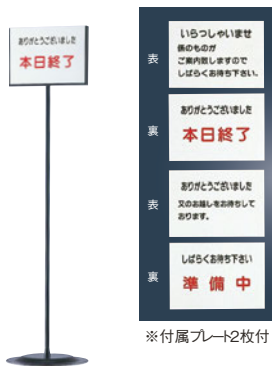 ありがとうございました
本日終了
表
いらっしゃいませ
係のものが
ご案内致しますので
しばらくお待ち下さい。
裏
ありがとうございました
本日終了
表
ありがとうございました
又のお越しをお待ちして
おります。
裏
しばらくお待ち下さい
準備中
※付属プレート2枚付